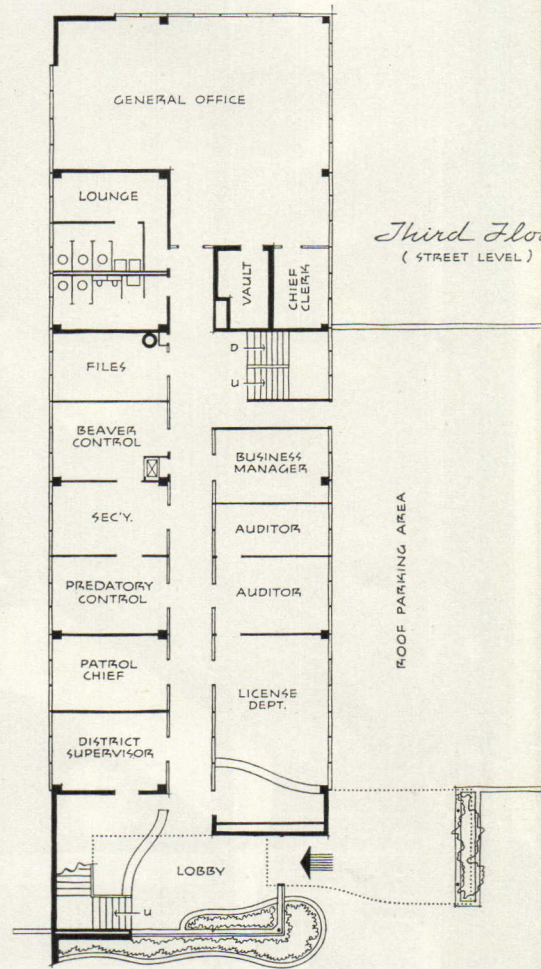 GENERAL OFFICE
LOUNGE
Third Floo
( STREET LEVEL )
VAULT
CHIEF
CLERK
D
U
FILES
BEAVER
CONTROL
BUSINESS
MANAGER
SEC'Y.
AUDITOR
PREDATORY
CONTROL
AUDITOR
ROOF PARKING AREA
PATROL
CHIEF
LICENSE
DEPT.
DISTRICT
SUPERVISOR
LOBBY
U